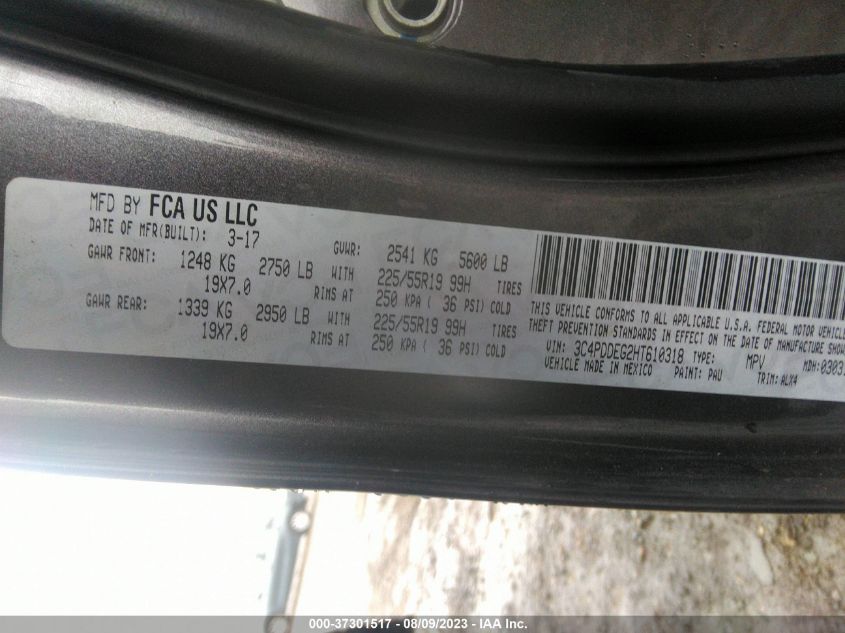 MFD BY FCA US LLC
DATE OF MFR(BUILT): 3-17 GVWR: 2541 KG 5600 LB
GAWR FRONT: 1248 KG 2750 LB WITH 225/55R19 99H TIRES
19X7.0 RIMS AT 250 KPA ( 36 PSI) COLD
GAWR REAR: 1339 KG 2950 LB WITH 225/55R19 99H TIRES
19X7.0 RIMS AT 250 KPA ( 36 PSI) COLD
THIS VEHICLE CONFORMS TO ALL APPLICABLE U.S.A. FEDERAL MOTOR VEHICLE
THEFT PREVENTION STANDARDS IN EFFECT ON THE DATE OF MANUFACTURE SHOW
VIN: 3C4PDDEG2HT610318 TYPE: MPV MDH: 0303
VEHICLE MADE IN MEXICO PAINT: PAU TRIM: ALX4
000-37301517 - 08/09/2023 - IAA Inc.